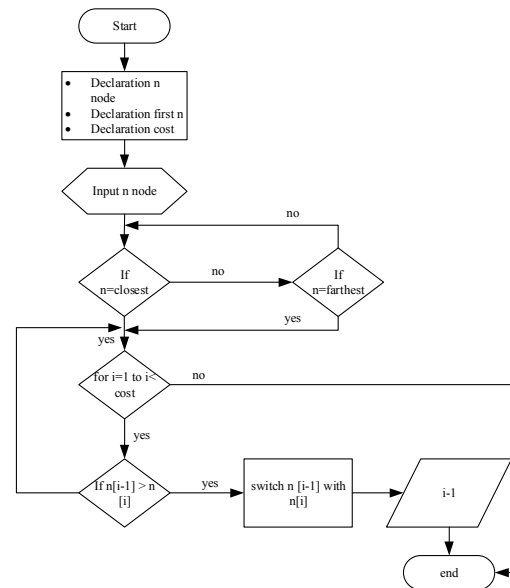 Start
• Declaration n
node
• Declaration first n
• Declaration cost
Input n node
no
If
n=closest
no
If
n=farthest
yes
yes
for i=1 to i<
cost
no
yes
If n[i-1] > n
[i]
yes
switch n [i-1] with
n[i]
i-1
end